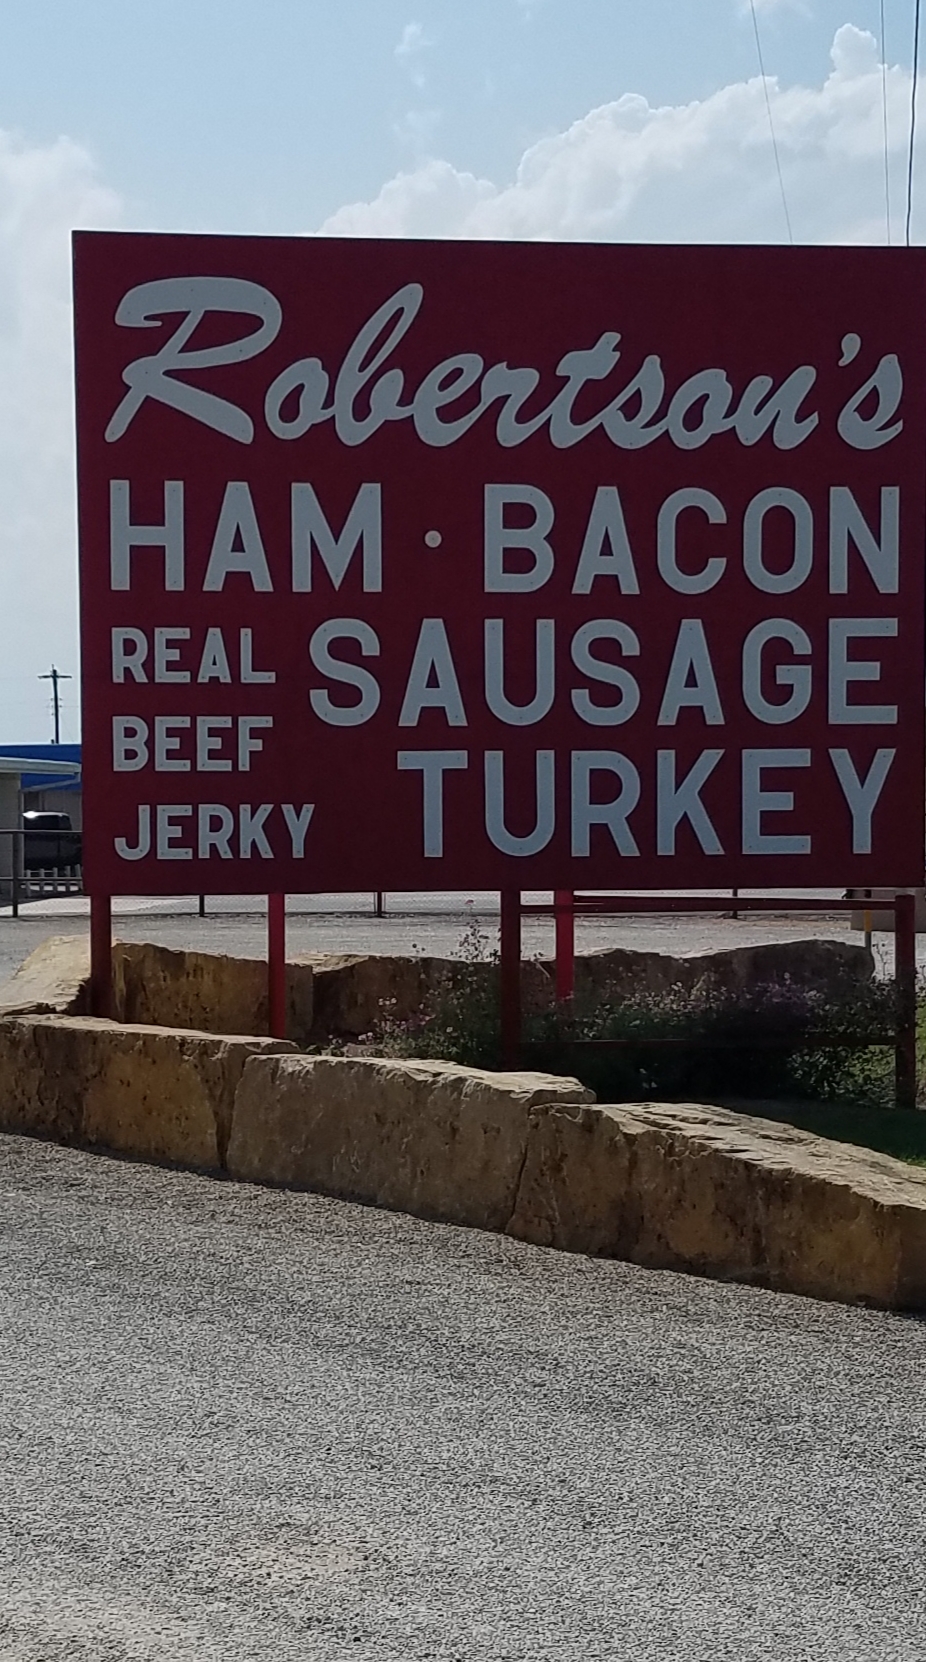 Robertson's
HAM · BACON
SAUSAGE
TURKEY
REAL
BEEF
JERKY